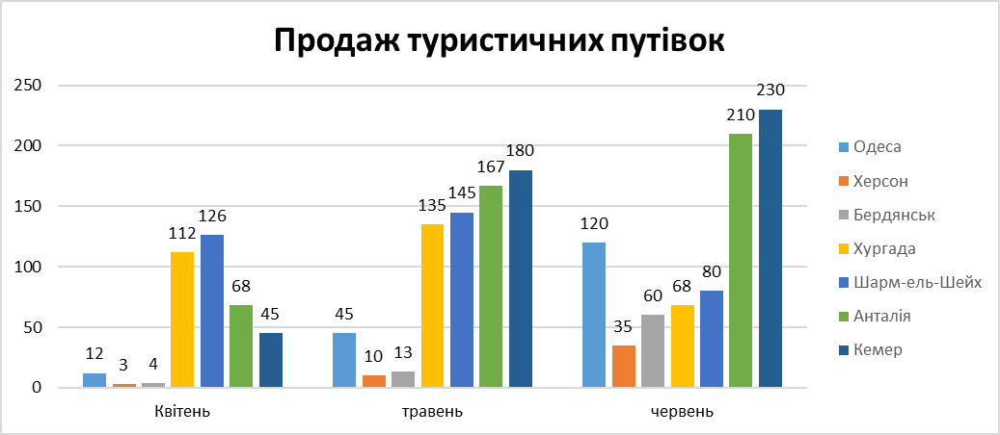 Продаж туристичних путівок
250
200
150
100
50
0
12 3 4 112 126 68 45
45 10 13 135 145 167 180
120 35 60 68 80 210 230
Квітень травень червень
Одеса
Херсон
Бердянськ
Хургада
Шарм-ель-Шейх
Анталія
Кемер